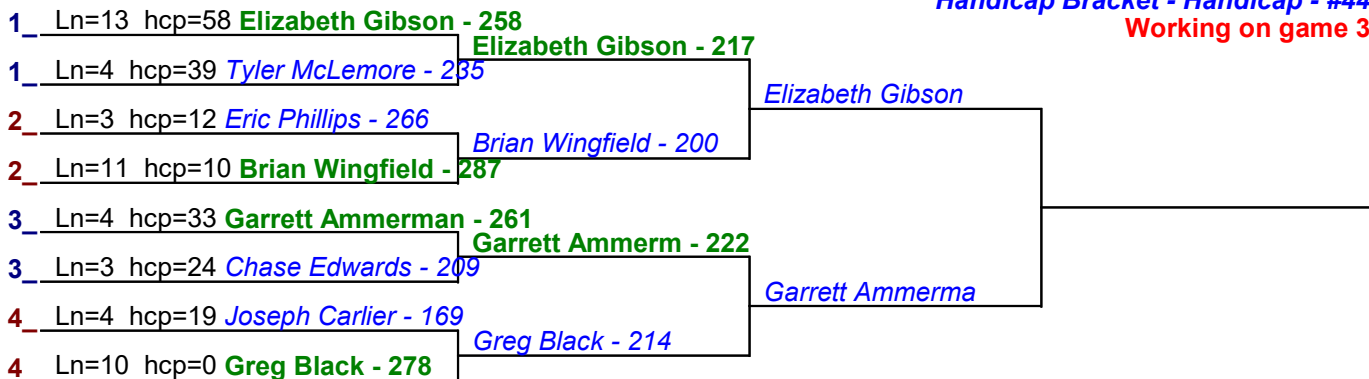 Handicap Bracket - Handicap - #44
Working on game 3
1_ Ln=13 hcp=58 Elizabeth Gibson - 258
Elizabeth Gibson - 217
1_ Ln=4 hcp=39 Tyler McLemore - 235
Elizabeth Gibson
2_ Ln=3 hcp=12 Eric Phillips - 266
Brian Wingfield - 200
2_ Ln=11 hcp=10 Brian Wingfield - 287
3_ Ln=4 hcp=33 Garrett Ammerman - 261
Garrett Ammerm - 222
3_ Ln=3 hcp=24 Chase Edwards - 209
Garrett Ammerma
4_ Ln=4 hcp=19 Joseph Carlier - 169
Greg Black - 214
4 Ln=10 hcp=0 Greg Black - 278